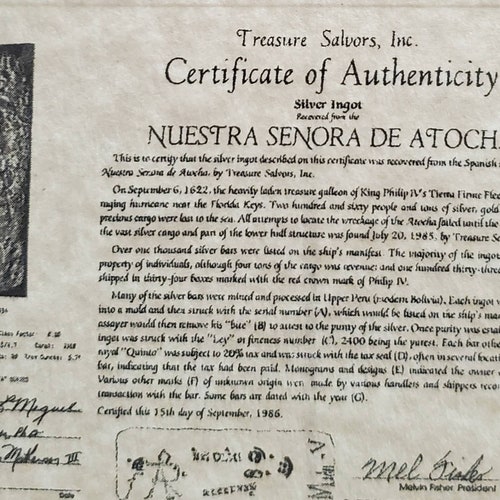 Treasure Salvors, Inc.
Certificate of Authenticity
Silver Ingot
Recovered from the
NUESTRA SENORA DE ATOCHA
This is to certify that the silver ingot described on this certificate was recovered from the Spanish
Nuestra Senora de Atocha, by Treasure Salvors, Inc.
On September 6, 1622, the heavily laden treasure galleon of King Philip IV's Tierra Firme Flee
raging hurricane near the Florida Keys. Two hundred and sixty people and tons of silver, gold
precious cargo were lost to the sea. All attempts to locate the wreckage of the Atocha failed until the
the vast silver cargo and part of the lower hull structure was found July 20, 1985, by Treasure Sa
Over one thousand silver bars were listed on the ship's manifest. The majority of the ingot
property of individuals, although four tons of the cargo was revenue; and one hundred thirty-three
shipped in thirty-four boxes marked with the red crown mark of Philip IV.
Many of the silver bars were mined and processed in Upper Peru (modern Bolivia). Each ingot w
into a mold and then struck with the serial number (A), which would be listed on the ship's ma
assayer would then remove his "bite" (B) to attest to the purity of the silver. Once purity was esta
ingot was struck with the "Ley" or fineness number (C), 2400 being the purest. Each bar othe
royal "Quinto" was subject to 20% tax and was struck with the tax seal (D), often in several locati
bar, indicating that the tax had been paid. Monograms and designs (E) indicated the owner o
Various other marks (F) of unknown origin were made by various handlers and shippers reco
transaction with the bar. Some bars are dated with the year (G).
Certified this 15th day of September, 1986.
Mel Fisher
Melvin Fisher President
Date